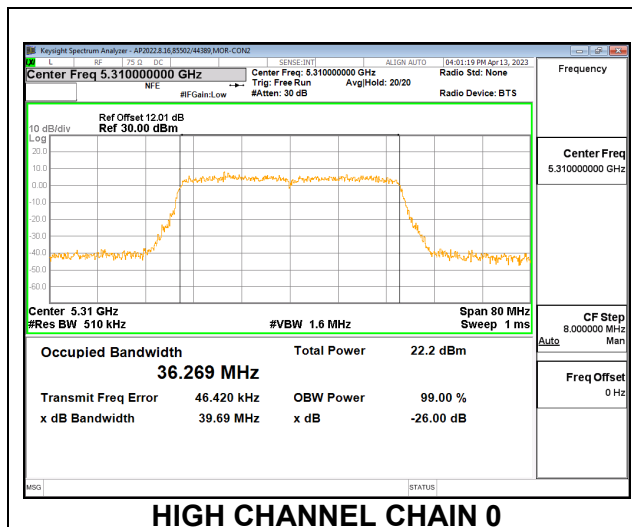 Keysight Spectrum Analyzer - AP2022.8.16,85502/44389,MOR-CON2
L RF 75 Ω DC SENSE:INT ALIGN AUTO 04:01:19 PM Apr 13, 2023
Center Freq 5.310000000 GHz
NFE
#IFGain:Low
Center Freq: 5.310000000 GHz
Trig: Free Run Avg|Hold: 20/20
#Atten: 30 dB
Radio Std: None
Radio Device: BTS
Frequency
Ref Offset 12.01 dB
10 dB/div Ref 30.00 dBm
Log
20.0
10.0
0.00
-10.0
-20.0
-30.0
-40.0
-50.0
-60.0
Center 5.31 GHz Span 80 MHz
#Res BW 510 kHz #VBW 1.6 MHz Sweep 1 ms
Occupied Bandwidth Total Power 22.2 dBm
36.269 MHz
Transmit Freq Error 46.420 kHz OBW Power 99.00 %
x dB Bandwidth 39.69 MHz x dB -26.00 dB
Center Freq
5.310000000 GHz
CF Step
8.000000 MHz
Auto Man
Freq Offset
0 Hz
MSG STATUS
HIGH CHANNEL CHAIN 0